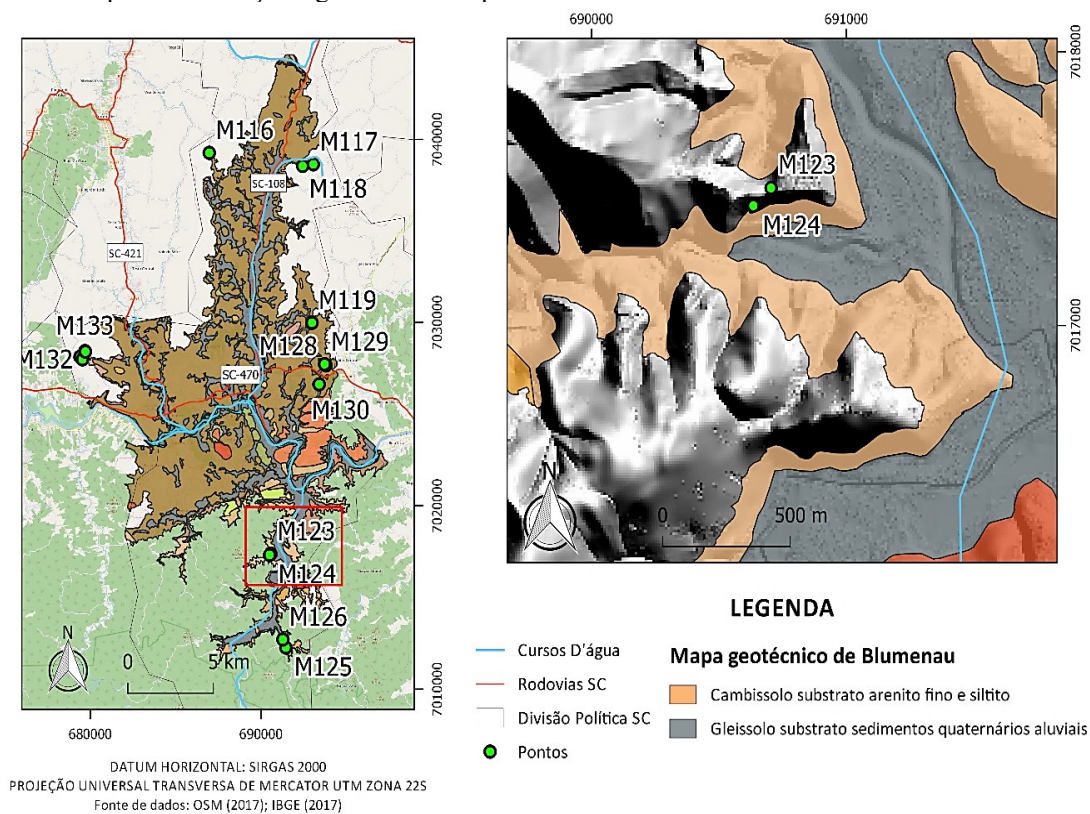 690000
691000
7018000
7017000
M123
M124
N
0
500 m
M116
M117
M118
SC-108
SC-421
M119
M133
M132
M128
M129
SC-470
M130
M123
M124
M126
M125
N
0
5 km
7040000
7030000
7020000
7010000
680000
690000
DATUM HORIZONTAL: SIRGAS 2000
PROJEÇÃO UNIVERSAL TRANSVERSA DE MERCATOR UTM ZONA 22S
Fonte de dados: OSM (2017); IBGE (2017)
LEGENDA
Cursos D'água
Rodovias SC
Divisão Política SC
Pontos
Mapa geotécnico de Blumenau
Cambissolo substrato arenito fino e siltito
Gleissolo substrato sedimentos quaternários aluviais